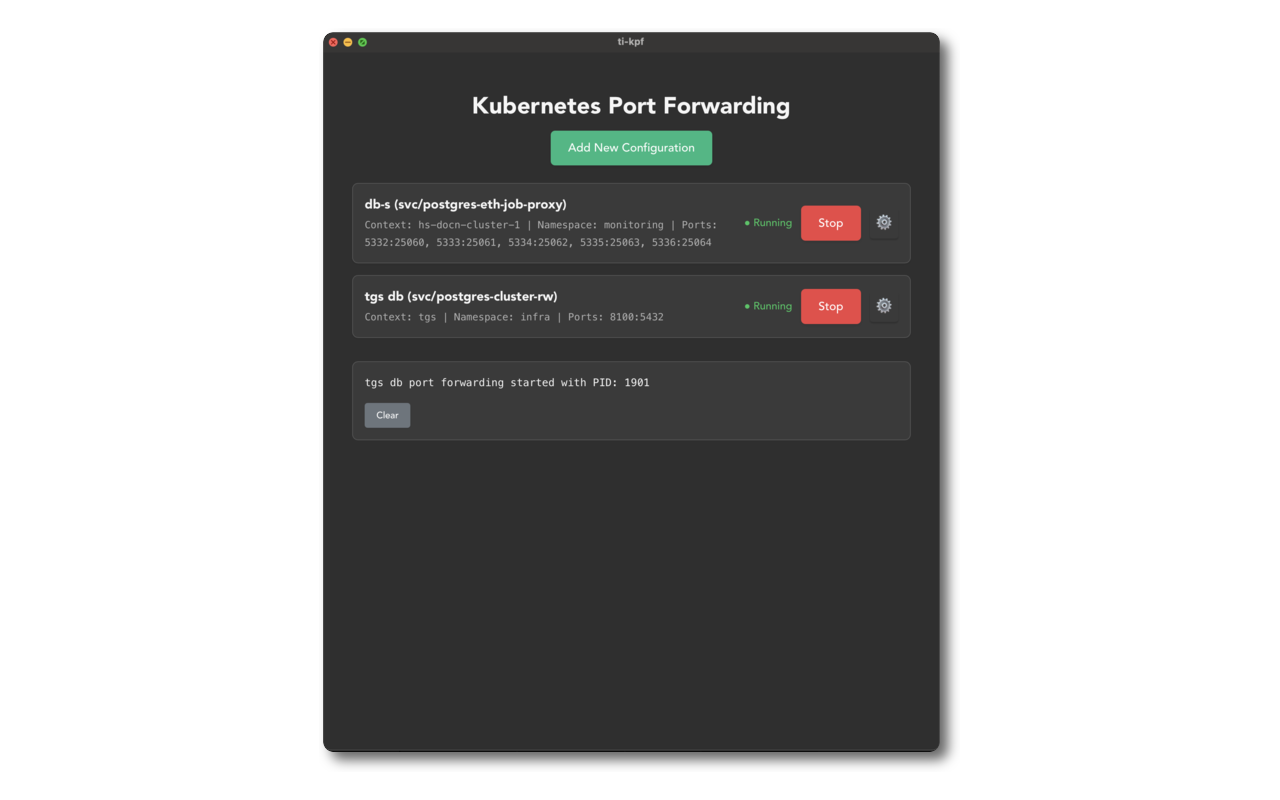 ti-kpf
Kubernetes Port Forwarding
Add New Configuration
db-s (svc/postgres-eth-job-proxy)
Context: hs-docn-cluster-1 | Namespace: monitoring | Ports:
5332:25060, 5333:25061, 5334:25062, 5335:25063, 5336:25064
● Running
Stop
tgs db (svc/postgres-cluster-rw)
Context: tgs | Namespace: infra | Ports: 8100:5432
● Running
Stop
tgs db port forwarding started with PID: 1901
Clear